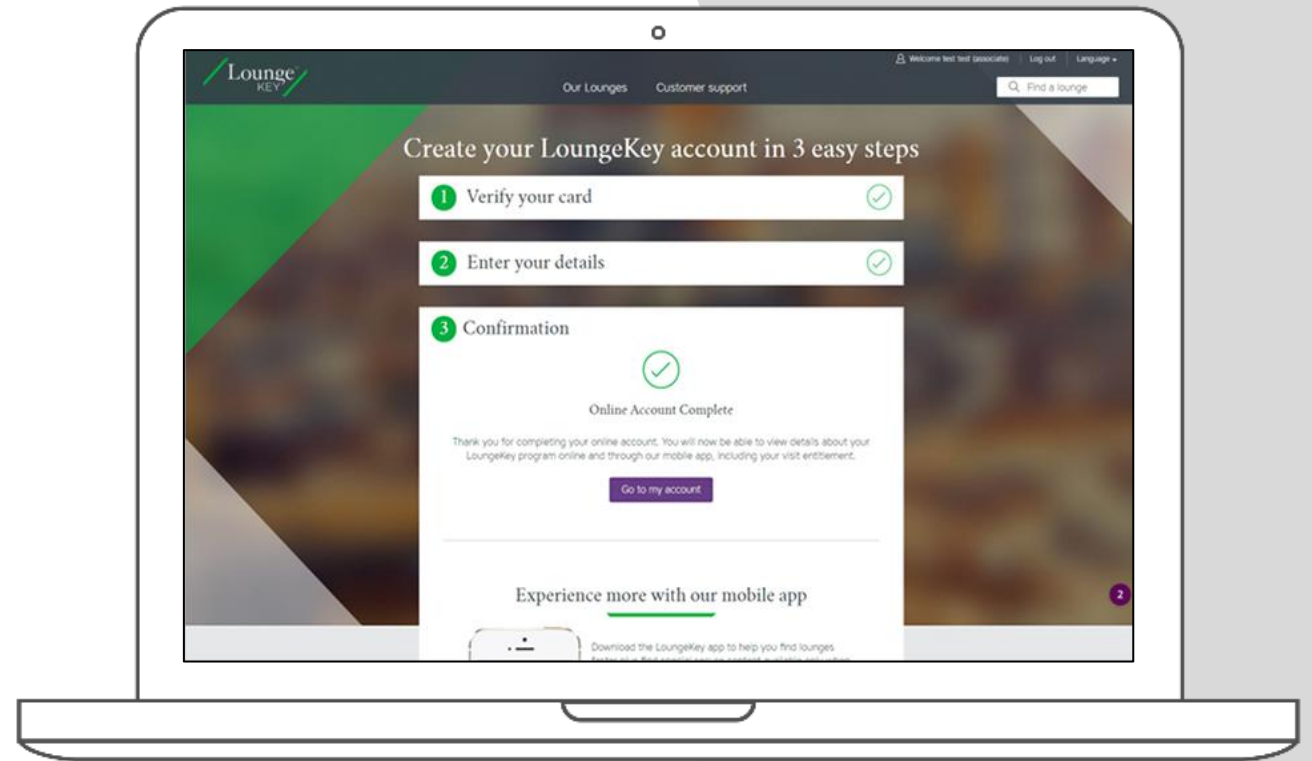 Lounge
KEY
Welcome test test (associate)
Log out
Language
Our Lounges
Customer support
Find a lounge
Create your LoungeKey account in 3 easy steps
1 Verify your card
2 Enter your details
3 Confirmation
Online Account Complete
Thank you for completing your online account. You will now be able to view details about your
LoungeKey program online and through our mobile app, including your visit entitlement.
Go to my account
Experience more with our mobile app
2
Download the LoungeKey app to help you find lounges